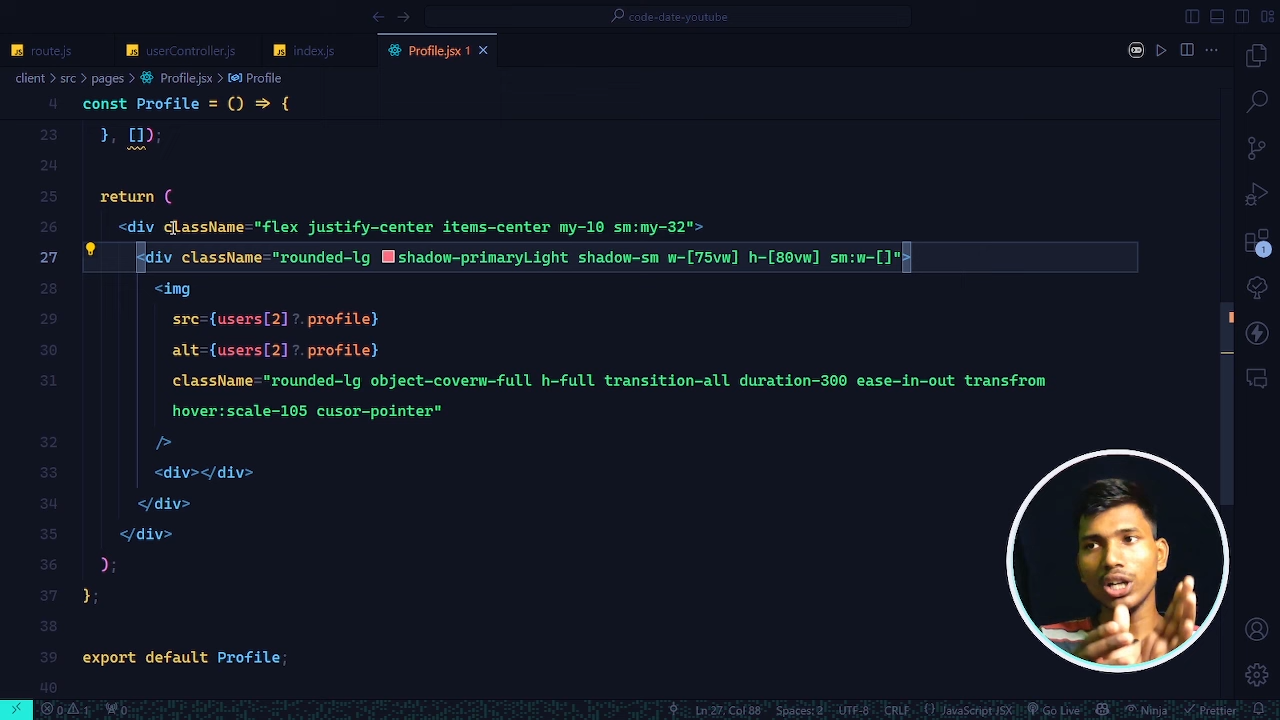 code-date-youtube
route.js
userController.js
index.js
Profile.jsx 1
client > src > pages > Profile.jsx > Profile
4 const Profile = () => {
23 }, []);
24
25 return (
26 <div className="flex justify-center items-center my-10 sm:my-32">
27 <div className="rounded-lg shadow-primaryLight shadow-sm w-[75vw] h-[80vw] sm:w-[]">
28 <img
29 src={users[2]?.profile}
30 alt={users[2]?.profile}
31 className="rounded-lg object-coverw-full h-full transition-all duration-300 ease-in-out transfrom
hover:scale-105 cusor-pointer"
32 />
33 <div></div>
34 </div>
35 </div>
36 );
37 };
38
39 export default Profile;
40
1
0 1 0 Ln 27, Col 88 Spaces: 2 UTF-8 CRLF {} JavaScript JSX Go Live Ninja Prettier